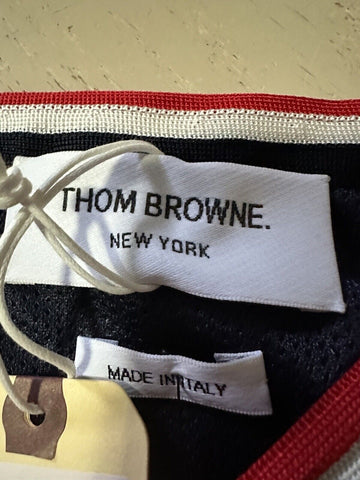 THOM BROWNE.
NEW YORK
MADE IN ITALY